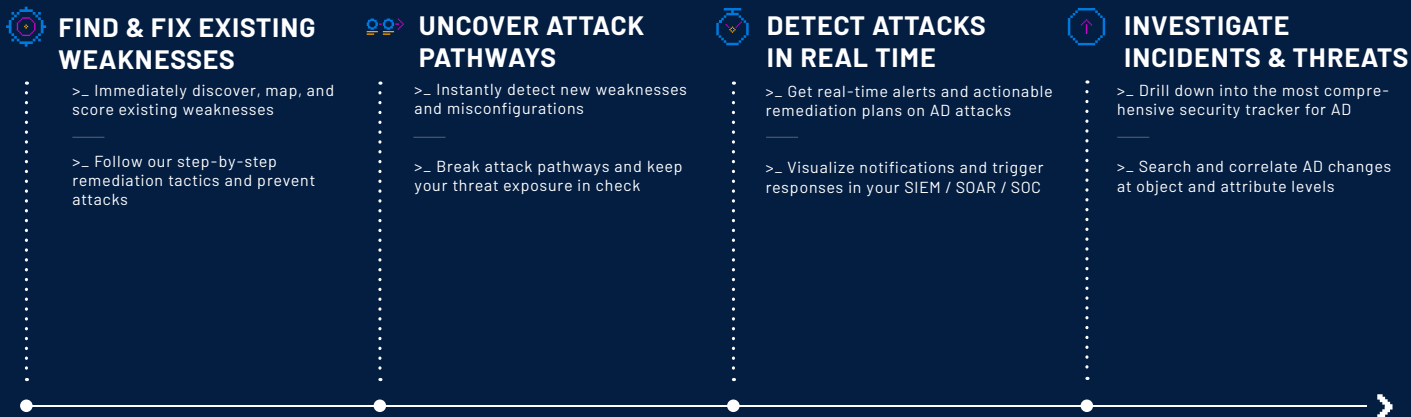 FIND & FIX EXISTING
WEAKNESSES
>_ Immediately discover, map, and
score existing weaknesses
>_ Follow our step-by-step
remediation tactics and prevent
attacks
UNCOVER ATTACK
PATHWAYS
>_ Instantly detect new weaknesses
and misconfigurations
>_ Break attack pathways and keep
your threat exposure in check
DETECT ATTACKS
IN REAL TIME
>_ Get real-time alerts and actionable
remediation plans on AD attacks
>_ Visualize notifications and trigger
responses in your SIEM / SOAR / SOC
INVESTIGATE
INCIDENTS & THREATS
>_ Drill down into the most compre-
hensive security tracker for AD
>_ Search and correlate AD changes
at object and attribute levels